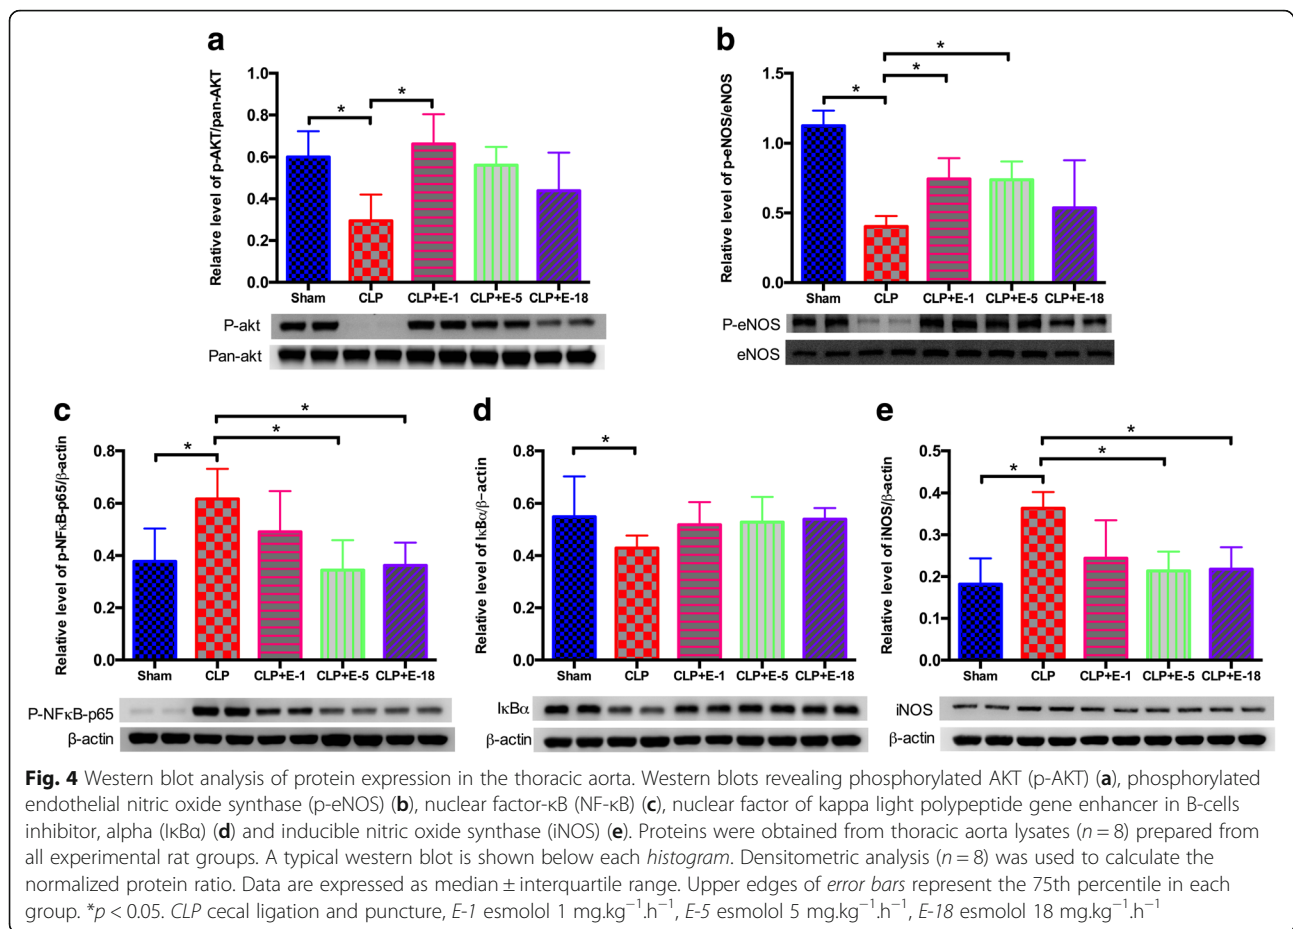 a
Relative level of p-AKT/pan-AKT
1.0
0.8
0.6
0.4
0.2
0.0
*
*
Sham CLP CLP+E-1 CLP+E-5 CLP+E-18
P-akt
Pan-akt
b
Relative level of p-eNOS/eNOS
1.5
1.0
0.5
0.0
*
*
*
Sham CLP CLP+E-1 CLP+E-5 CLP+E-18
P-eNOS
eNOS
c
Relative level of p-NFκB-p65/β-actin
0.8
0.6
0.4
0.2
0.0
*
*
*
Sham CLP CLP+E-1 CLP+E-5 CLP+E-18
P-NFκB-p65
β-actin
d
Relative level of IκBα/β−actin
0.8
0.6
0.4
0.2
0.0
*
Sham CLP CLP+E-1 CLP+E-5 CLP+E-18
IκBα
β-actin
e
Relative level of iNOS/β-actin
0.5
0.4
0.3
0.2
0.1
0.0
*
*
*
Sham CLP CLP+E-1 CLP+E-5 CLP+E-18
iNOS
β-actin
Fig. 4 Western blot analysis of protein expression in the thoracic aorta. Western blots revealing phosphorylated AKT (p-AKT) (a), phosphorylated
endothelial nitric oxide synthase (p-eNOS) (b), nuclear factor-κB (NF-κB) (c), nuclear factor of kappa light polypeptide gene enhancer in B-cells
inhibitor, alpha (IκBα) (d) and inducible nitric oxide synthase (iNOS) (e). Proteins were obtained from thoracic aorta lysates (n = 8) prepared from
all experimental rat groups. A typical western blot is shown below each histogram. Densitometric analysis (n = 8) was used to calculate the
normalized protein ratio. Data are expressed as median ± interquartile range. Upper edges of error bars represent the 75th percentile in each
group. *p < 0.05. CLP cecal ligation and puncture, E-1 esmolol 1 mg.kg⁻¹.h⁻¹, E-5 esmolol 5 mg.kg⁻¹.h⁻¹, E-18 esmolol 18 mg.kg⁻¹.h⁻¹